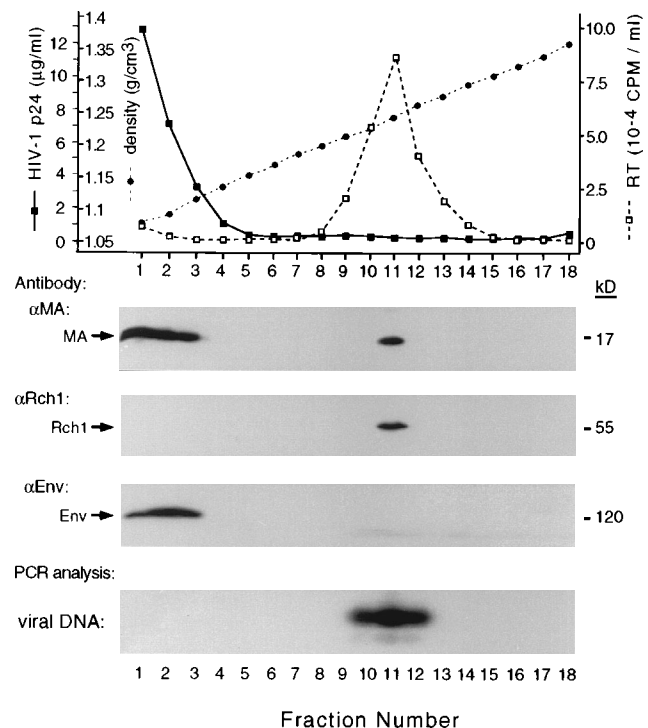 HIV-1 p24 (µg/ml)
12
10
8
6
4
2
0
1.4
1.35
1.3
1.25
1.2
1.15
1.1
1.05
density (g/cm3)
10.0
7.5
5.0
2.5
0
RT (10-4 CPM / ml)
1 2 3 4 5 6 7 8 9 10 11 12 13 14 15 16 17 18
Antibody:
kD
αMA:
MA
- 17
αRch1:
Rch1
- 55
αEnv:
Env
- 120
PCR analysis:
viral DNA:
1 2 3 4 5 6 7 8 9 10 11 12 13 14 15 16 17 18
Fraction Number